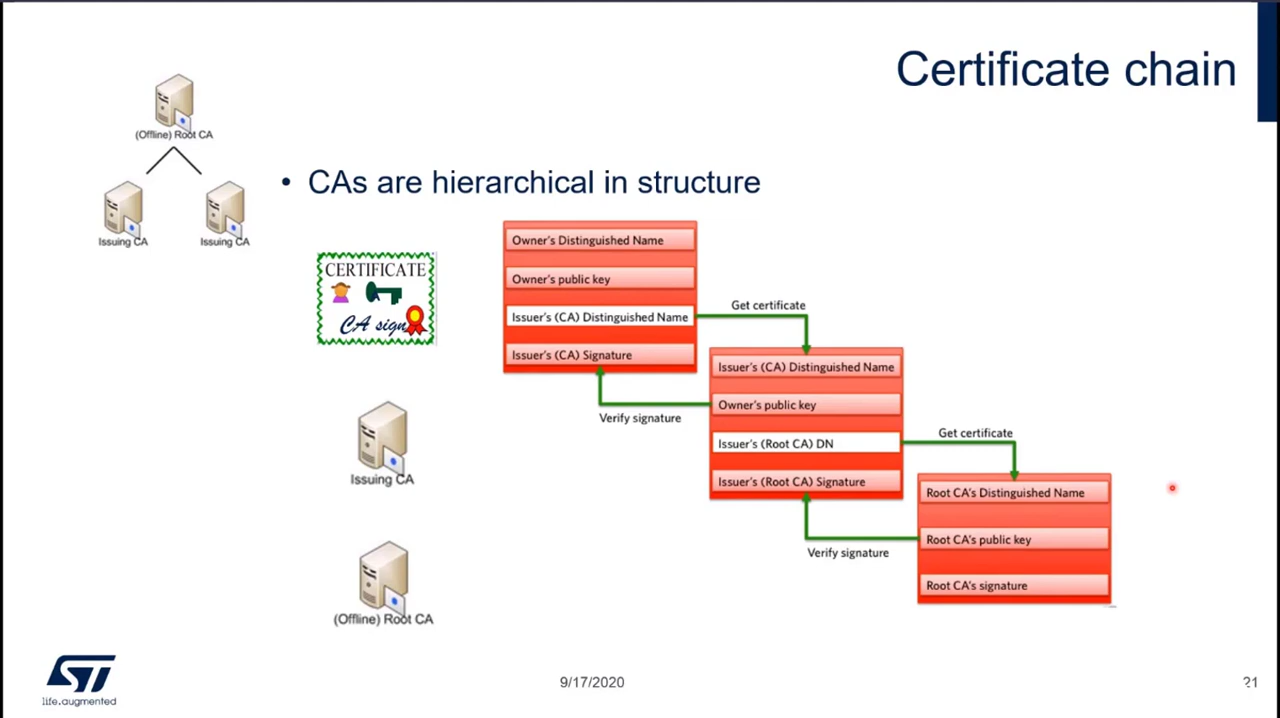 Certificate chain
(Offline) Root CA
Issuing CA
Issuing CA
• CAs are hierarchical in structure
CERTIFICATE
CA sign
Issuing CA
(Offline) Root CA
Owner's Distinguished Name
Owner's public key
Issuer's (CA) Distinguished Name
Issuer's (CA) Signature
Get certificate
Verify signature
Issuer's (CA) Distinguished Name
Owner's public key
Issuer's (Root CA) DN
Issuer's (Root CA) Signature
Get certificate
Verify signature
Root CA's Distinguished Name
Root CA's public key
Root CA's signature
ST
life.augmented
9/17/2020
21